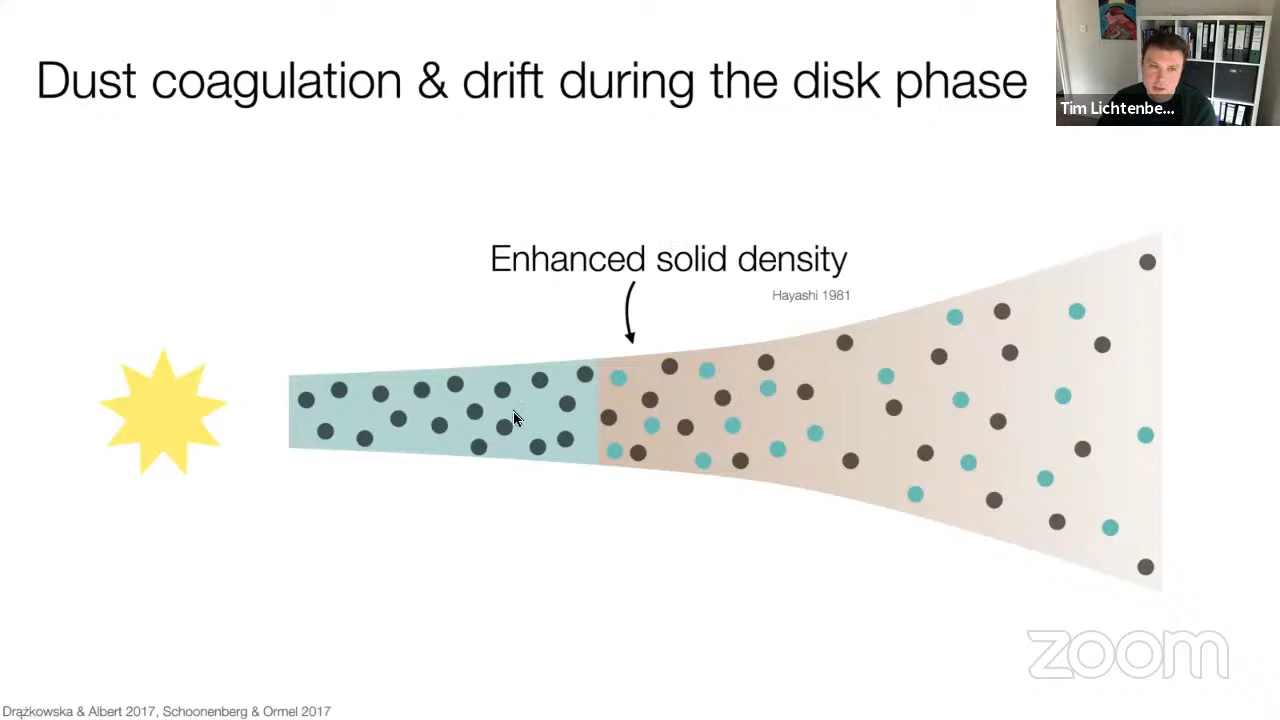 Dust coagulation & drift during the disk phase
Tim Lichtenbe...
Enhanced solid density
Hayashi 1981
zoom
Drążkowska & Albert 2017, Schoonenberg & Ormel 2017